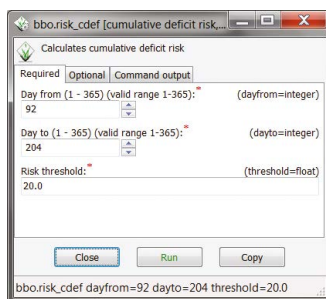 bbo.risk_cdef [cumulative deficit risk,...
Calculates cumulative deficit risk
Required Optional Command output
Day from (1 - 365) (valid range 1-365):* (dayfrom=integer)
92
Day to (1 - 365) (valid range 1-365):* (dayto=integer)
204
Risk threshold:* (threshold=float)
20.0
Close Run Copy
bbo.risk_cdef dayfrom=92 dayto=204 threshold=20.0